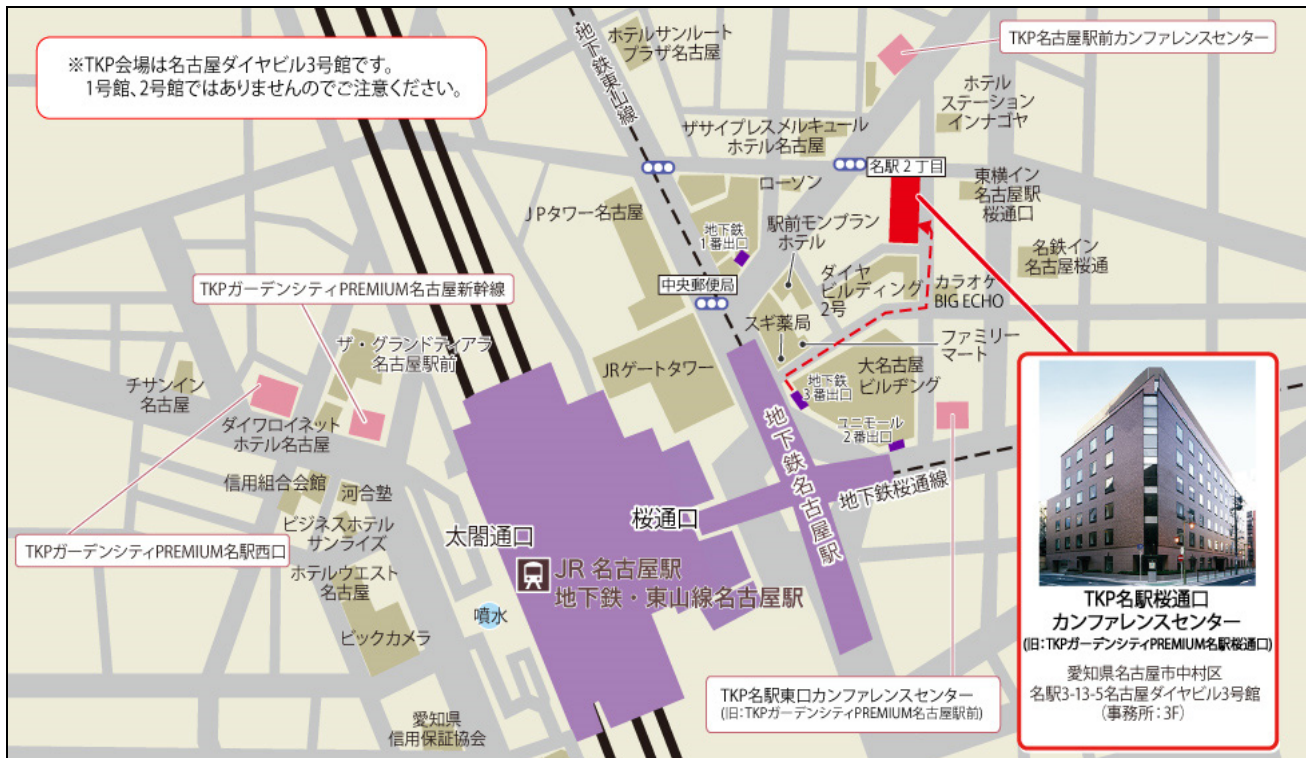 ※TKP会場は名古屋ダイヤビル3号館です。
1号館、2号館ではありませんのでご注意ください。
地下鉄東山線
ホテルサンルート
プラザ名古屋
TKP名古屋駅前カンファレンスセンター
ホテル
ステーション
インナゴヤ
ザサイプレスメルキュール
ホテル名古屋
名駅2丁目
ローソン
東横イン
名古屋駅
桜通口
JPタワー名古屋
地下鉄
1番出口
駅前モンブラン
ホテル
名鉄イン
名古屋桜通
中央郵便局
ダイヤ
ビルディング
2号
カラオケ
BIG ECHO
TKPガーデンシティPREMIUM名古屋新幹線
スギ薬局
ファミリー
マート
ザ・グランドティアラ
名古屋駅前
JRゲートタワー
大名古屋
ビルヂング
地下鉄
3番出口
チサンイン
名古屋
ダイワロイネット
ホテル名古屋
ユニモール
2番出口
地下鉄名古屋駅
地下鉄桜通線
信用組合会館
河合塾
ビジネスホテル
サンライズ
桜通口
太閤通口
TKPガーデンシティPREMIUM名駅西口
ホテルウエスト
名古屋
JR 名古屋駅
地下鉄・東山線名古屋駅
噴水
ビックカメラ
愛知県
信用保証協会
TKP名駅東口カンファレンスセンター
(旧:TKPガーデンシティPREMIUM名古屋駅前)
TKP名駅桜通口
カンファレンスセンター
(旧:TKPガーデンシティPREMIUM名駅桜通口)
愛知県名古屋市中村区
名駅3-13-5名古屋ダイヤビル3号館
(事務所:3F)